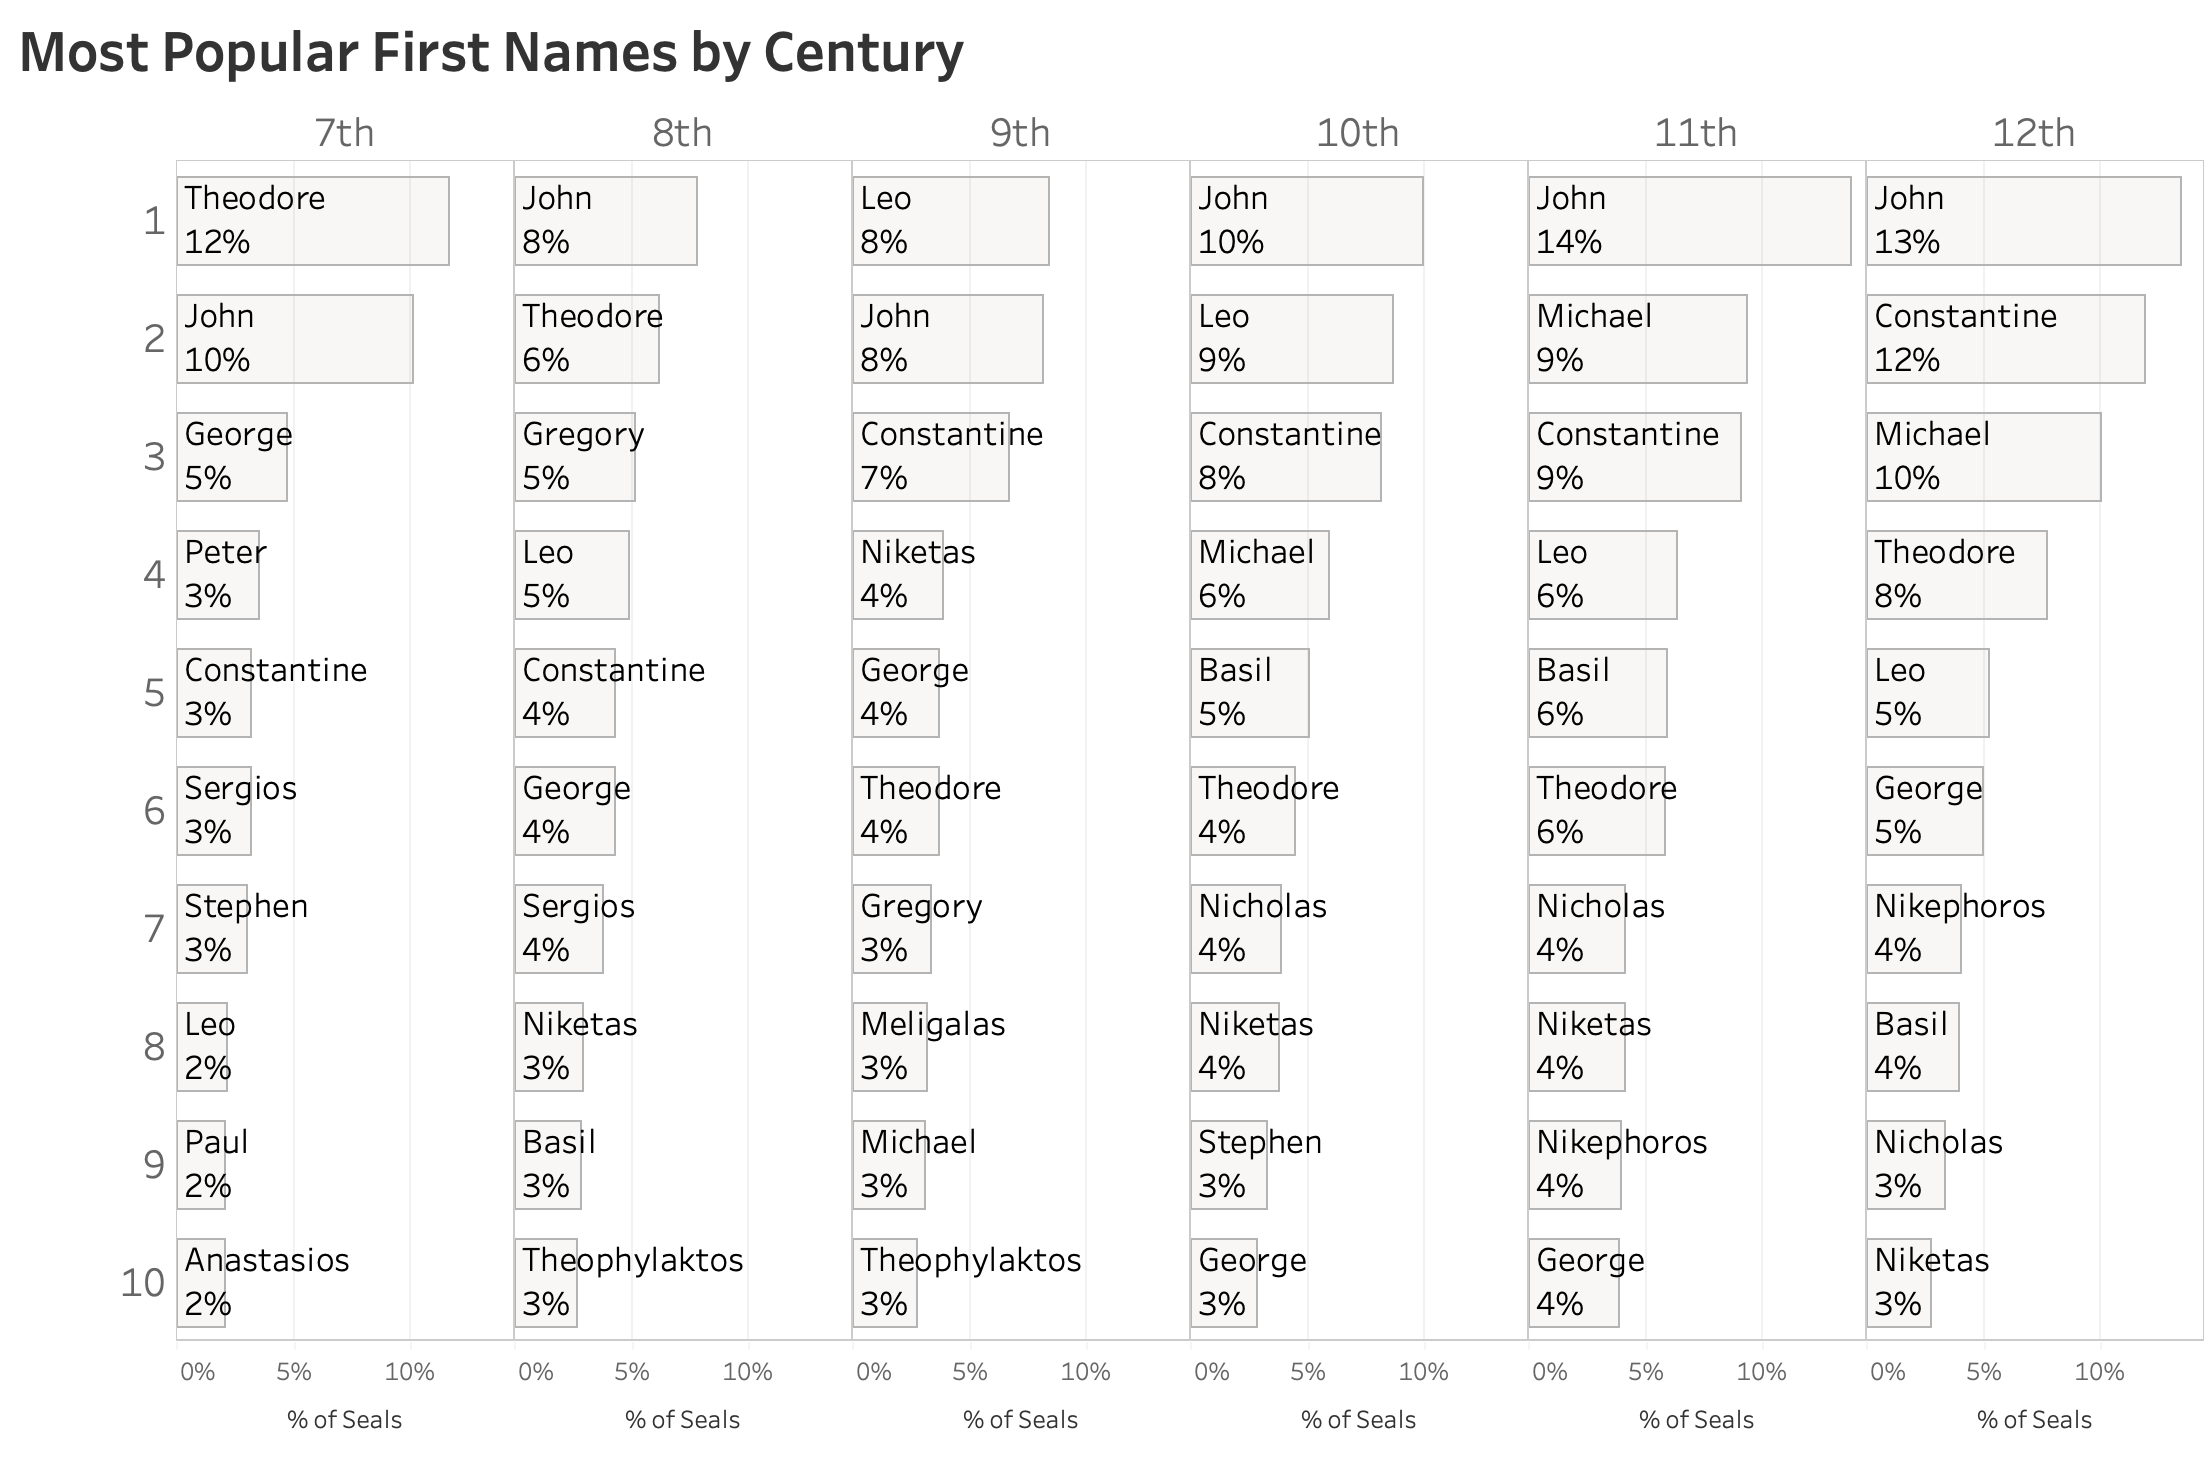 Most Popular First Names by Century
7th 8th 9th 10th 11th 12th
1
Theodore John Leo John John John
12% 8% 8% 10% 14% 13%
2
John Theodore John Leo Michael Constantine
10% 6% 8% 9% 9% 12%
3
George Gregory Constantine Constantine Constantine Michael
5% 5% 7% 8% 9% 10%
4
Peter Leo Niketas Michael Leo Theodore
3% 5% 4% 6% 6% 8%
5
Constantine Constantine George Basil Basil Leo
3% 4% 4% 5% 6% 5%
6
Sergios George Theodore Theodore Theodore George
3% 4% 4% 4% 6% 5%
7
Stephen Sergios Gregory Nicholas Nicholas Nikephoros
3% 4% 3% 4% 4% 4%
8
Leo Niketas Meligalas Niketas Niketas Basil
2% 3% 3% 4% 4% 4%
9
Paul Basil Michael Stephen Nikephoros Nicholas
2% 3% 3% 3% 4% 3%
10
Anastasios Theophylaktos Theophylaktos George George Niketas
2% 3% 3% 3% 4% 3%
0% 5% 10% 0% 5% 10% 0% 5% 10% 0% 5% 10% 0% 5% 10% 0% 5% 10%
% of Seals % of Seals % of Seals % of Seals % of Seals % of Seals